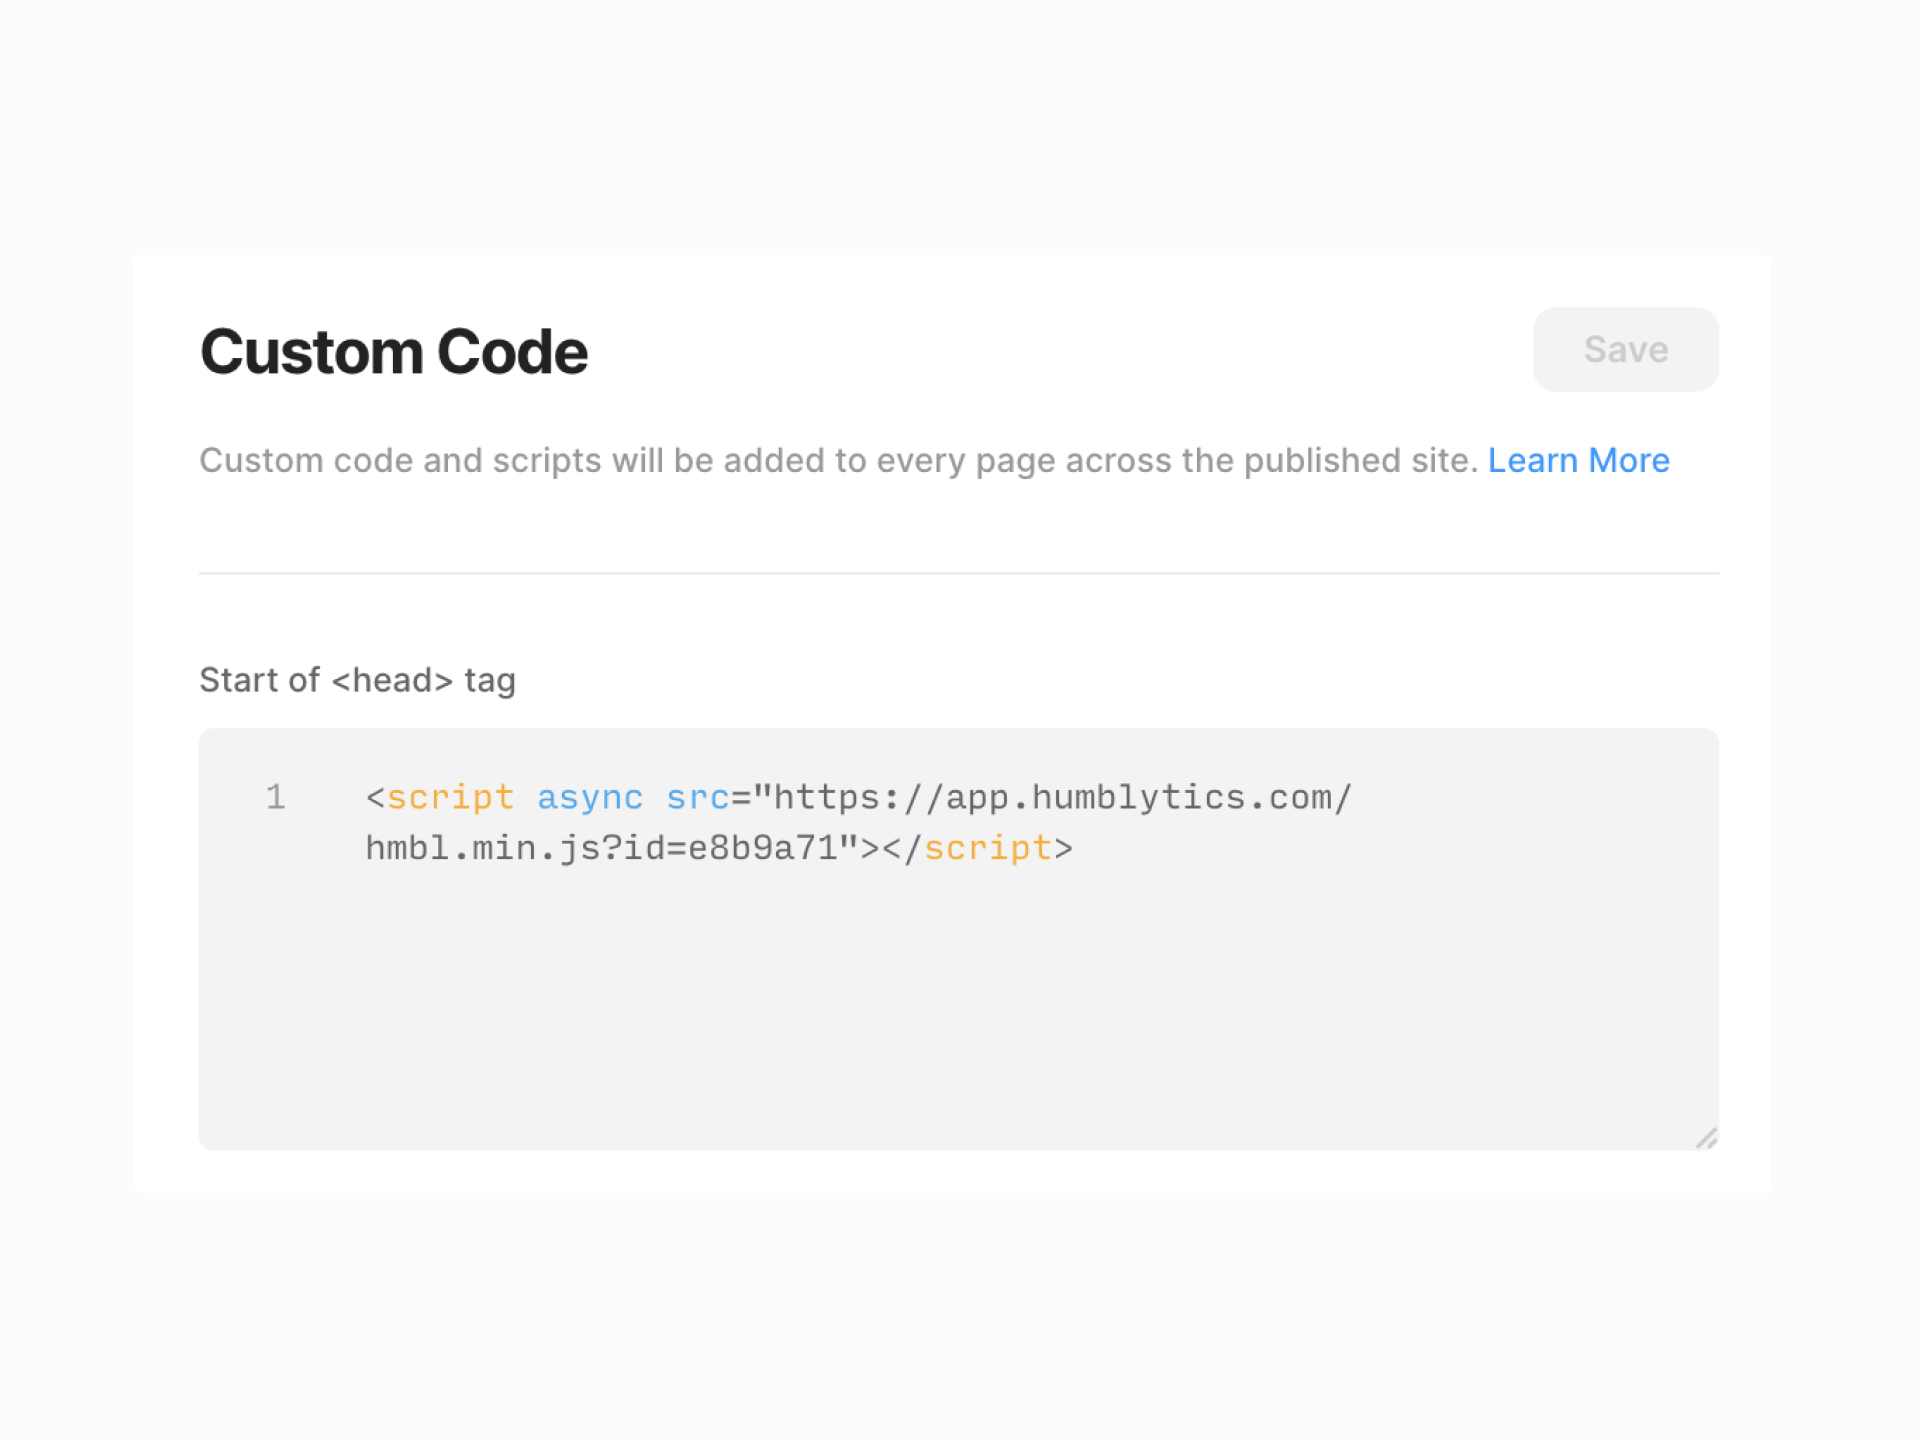 Custom Code
Save
Custom code and scripts will be added to every page across the published site. Learn More
Start of <head> tag
1 <script async src="https://app.humblytics.com/
hmbl.min.js?id=e8b9a71"></script>